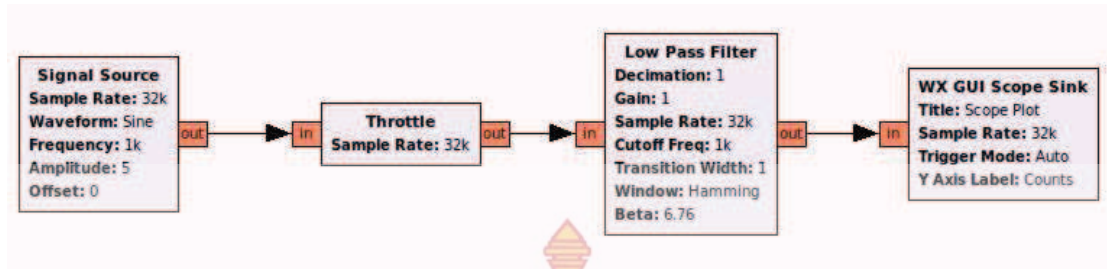 Signal Source
Sample Rate: 32k
Waveform: Sine
Frequency: 1k
Amplitude: 5
Offset: 0
out
in
Throttle
Sample Rate: 32k
out
in
Low Pass Filter
Decimation: 1
Gain: 1
Sample Rate: 32k
Cutoff Freq: 1k
Transition Width: 1
Window: Hamming
Beta: 6.76
out
in
WX GUI Scope Sink
Title: Scope Plot
Sample Rate: 32k
Trigger Mode: Auto
Y Axis Label: Counts